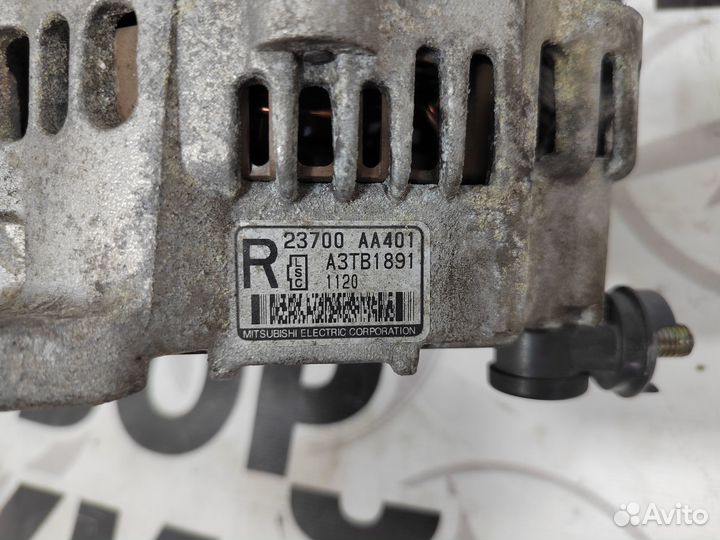 R
23700 AA401
L
S
G
A3TB1891
1120
MITSUBISHI ELECTRIC CORPORATION
Avito